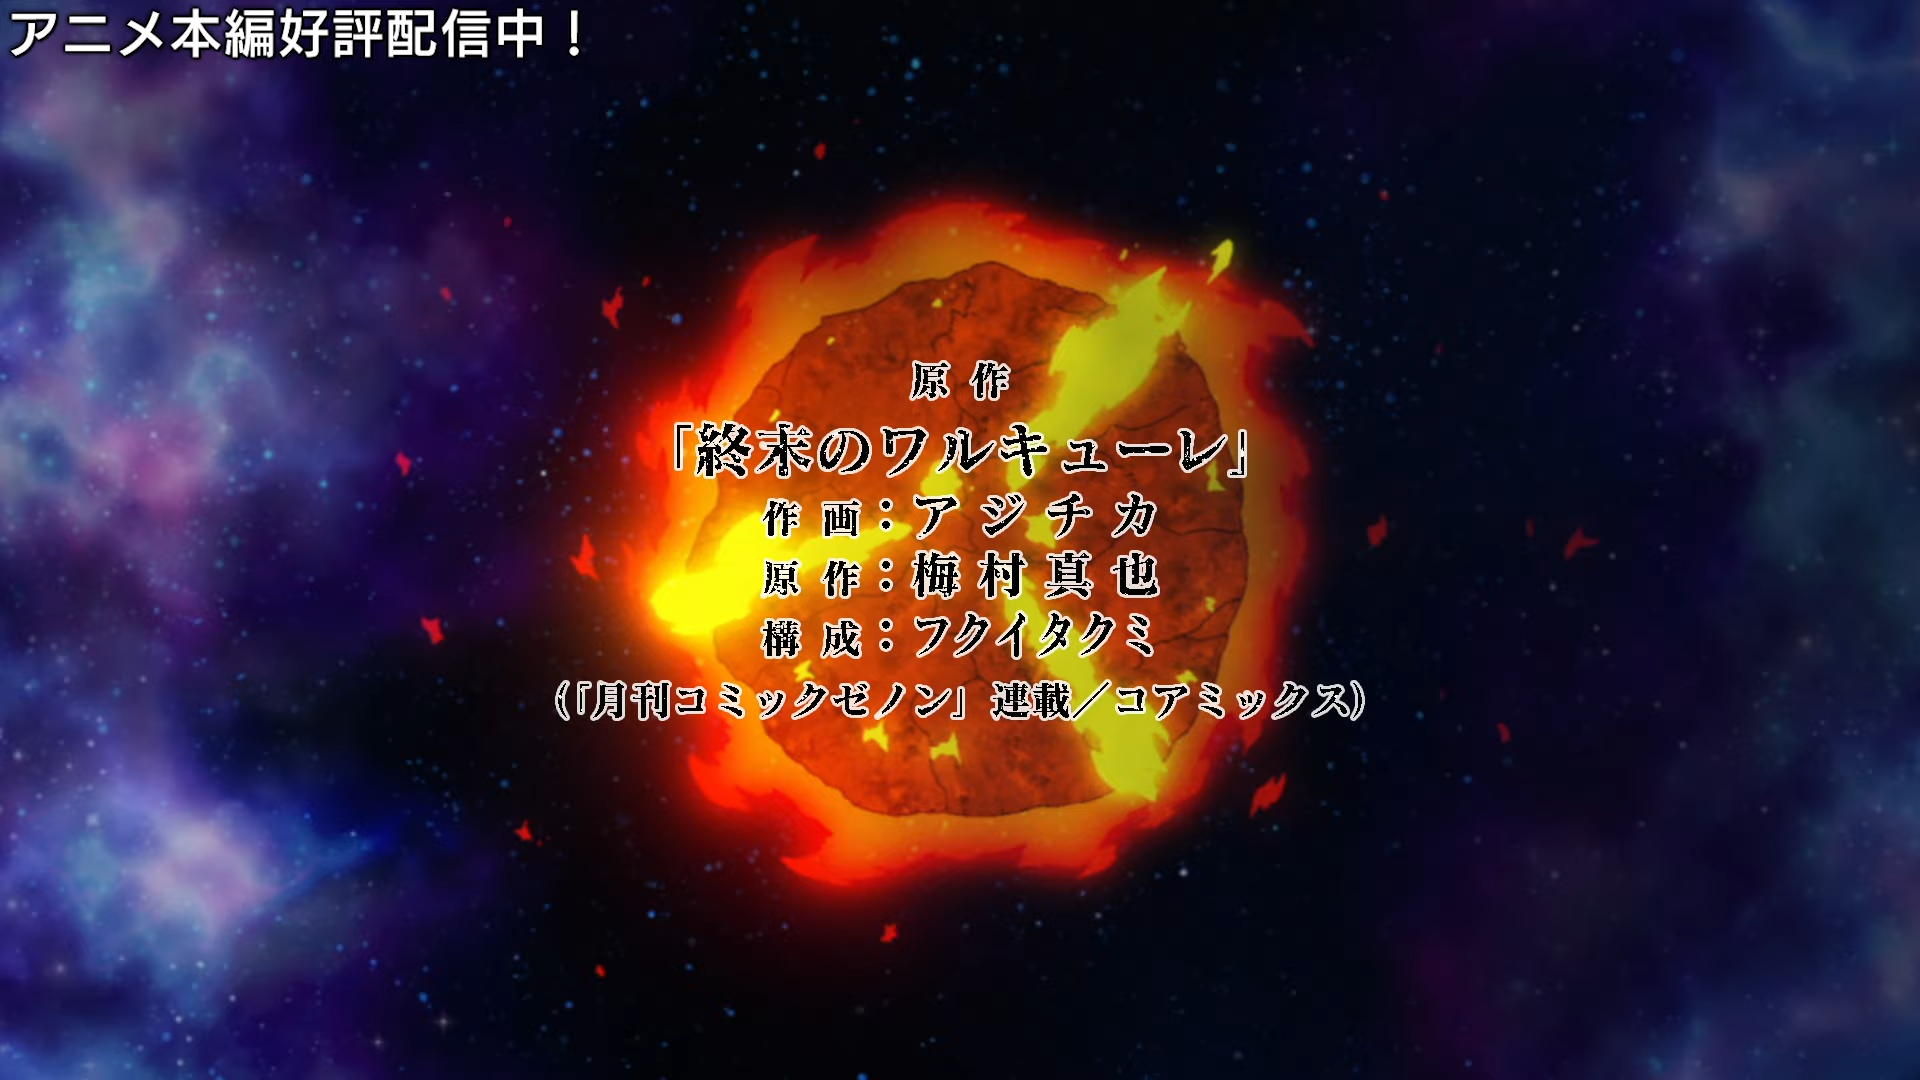 アニメ本編好評配信中！
原作
「終末のワルキューレ」
作画：アジチカ
原作：梅村真也
構成：フクイタクミ
（「月刊コミックゼノン」連載／コアミックス）